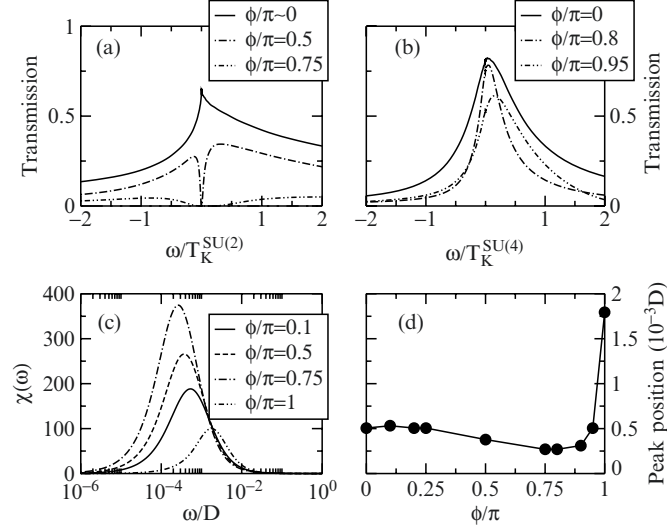 (a)
ϕ/π~0
ϕ/π=0.5
ϕ/π=0.75
Transmission
1
0.5
0
−2 −1 0 1 2
ω/T_K^SU(2)
(b)
ϕ/π=0
ϕ/π=0.8
ϕ/π=0.95
1
0.5
0
Transmission
−2 −1 0 1 2
ω/T_K^SU(4)
(c)
ϕ/π=0.1
ϕ/π=0.5
ϕ/π=0.75
ϕ/π=1
χ(ω)
400
300
200
100
0
10^−6 10^−4 10^−2 10^0
ω/D
(d)
2
1.5
1
0.5
0
Peak position (10^−3D)
0 0.25 0.5 0.75 1
ϕ/π